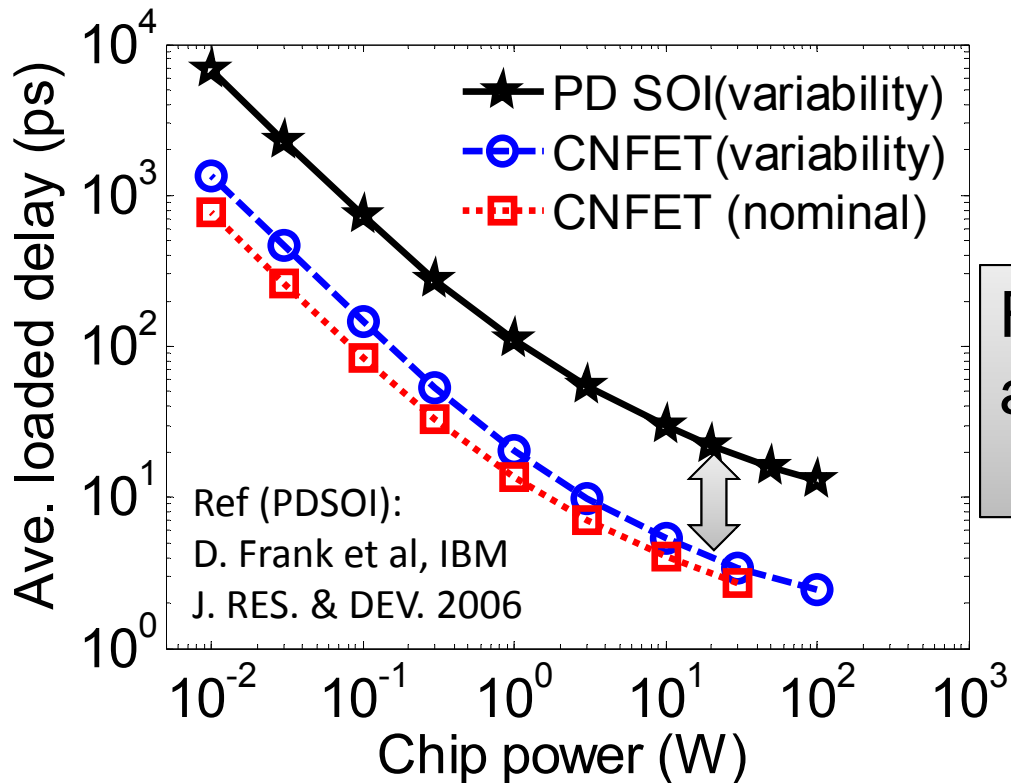 Ave. loaded delay (ps)
10^4
10^3
10^2
10^1
10^0
PD SOI(variability)
CNFET(variability)
CNFET (nominal)
Ref (PDSOI):
D. Frank et al, IBM
J. RES. & DEV. 2006
10^-2 10^-1 10^0 10^1 10^2 10^3
Chip power (W)